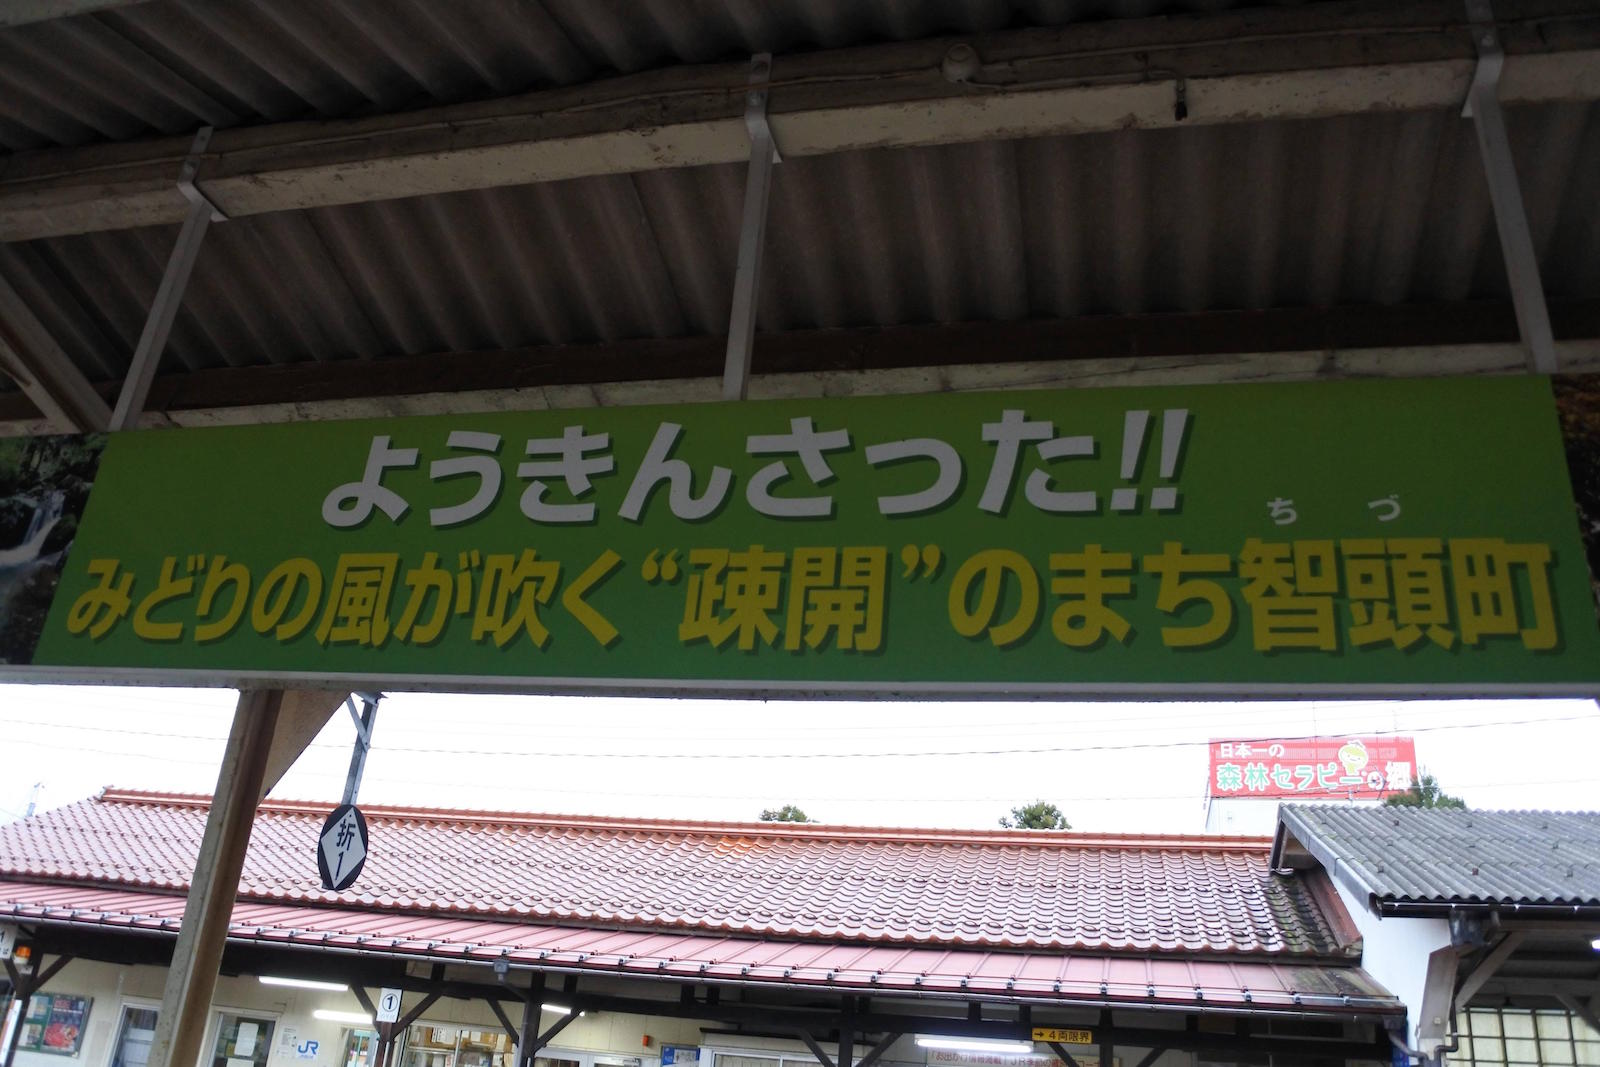 ようきんさった!!
ちづ
みどりの風が吹く“疎開”のまち智頭町
日本一の
森林セラピーの郷
折
1
①
JR
→4両限界